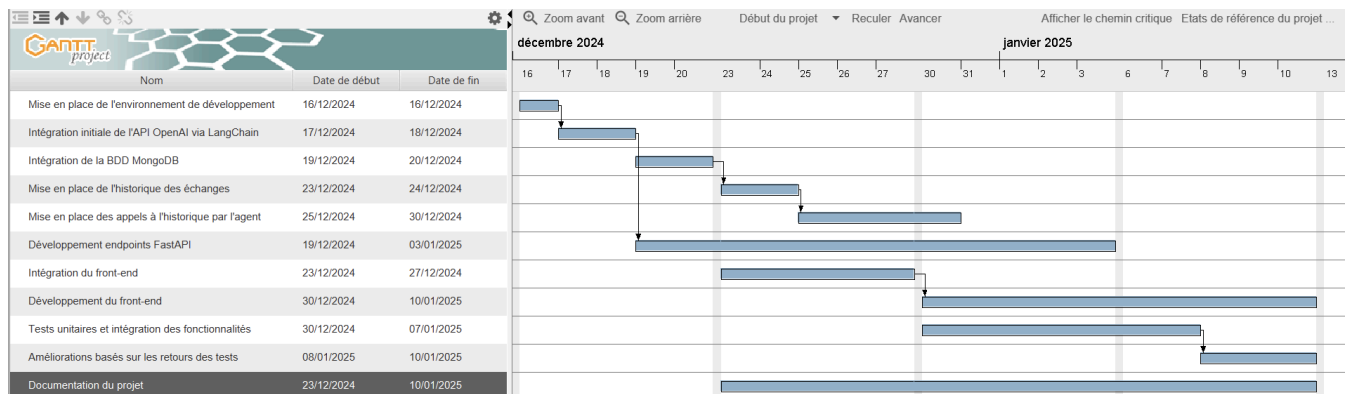 Zoom avant Zoom arrière Début du projet Reculer Avancer Afficher le chemin critique Etats de référence du projet ...
GANTT project
décembre 2024 janvier 2025
Nom Date de début Date de fin
16 17 18 19 20 23 24 25 26 27 30 31 1 2 3 6 7 8 9 10 13
Mise en place de l'environnement de développement 16/12/2024 16/12/2024
Intégration initiale de l'API OpenAI via LangChain 17/12/2024 18/12/2024
Intégration de la BDD MongoDB 19/12/2024 20/12/2024
Mise en place de l'historique des échanges 23/12/2024 24/12/2024
Mise en place des appels à l'historique par l'agent 25/12/2024 30/12/2024
Développement endpoints FastAPI 19/12/2024 03/01/2025
Intégration du front-end 23/12/2024 27/12/2024
Développement du front-end 30/12/2024 10/01/2025
Tests unitaires et intégration des fonctionnalités 30/12/2024 07/01/2025
Améliorations basés sur les retours des tests 08/01/2025 10/01/2025
Documentation du projet 23/12/2024 10/01/2025